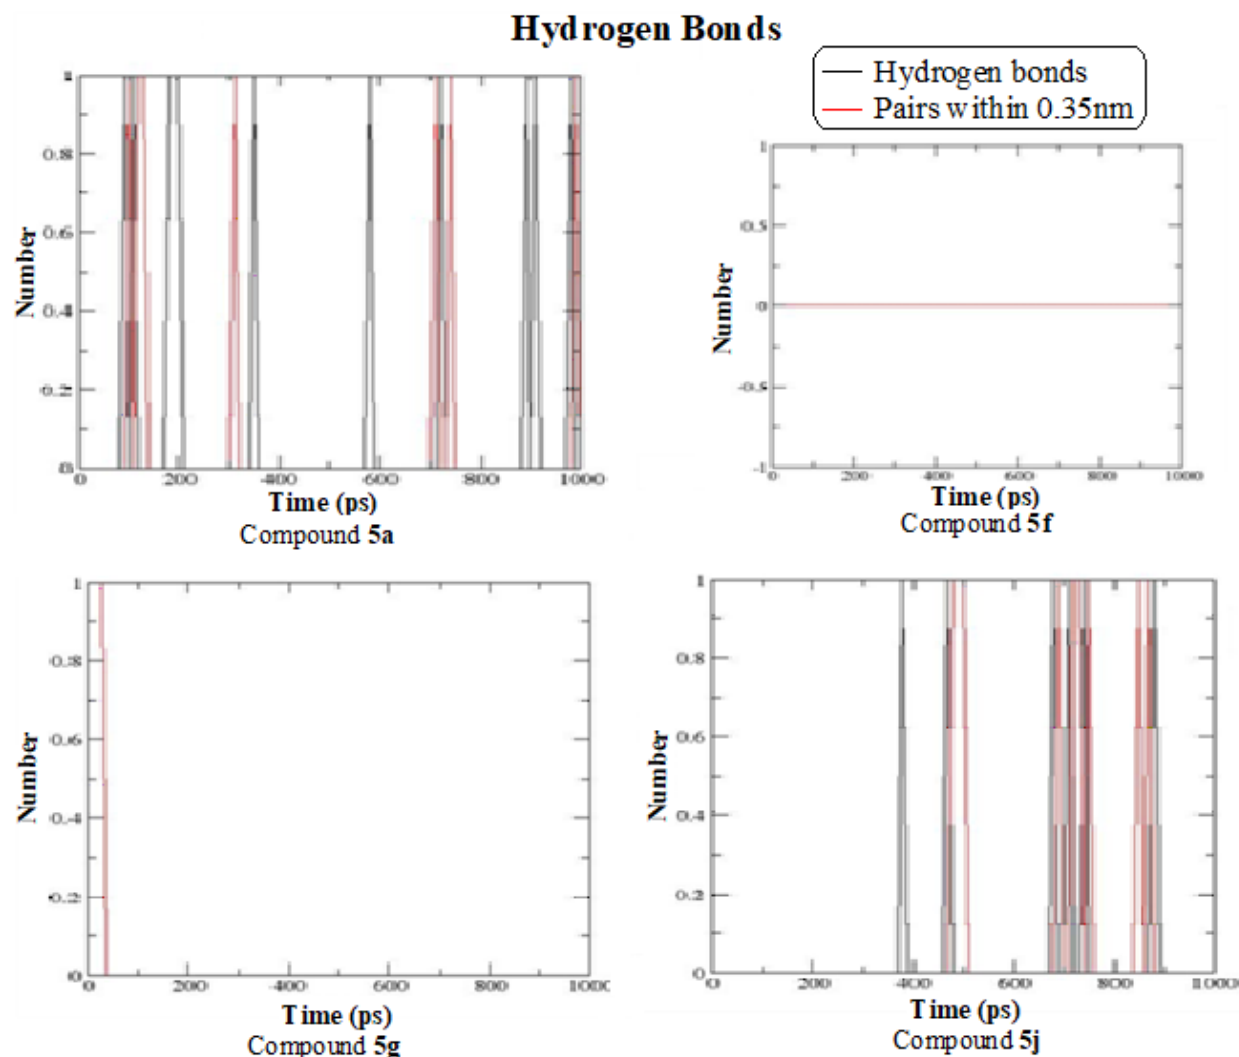 Hydrogen Bonds
Hydrogen bonds
Pairs within 0.35nm
1
0.8
0.6
0.4
0.2
0
Number
0 200 400 600 800 1000
Time (ps)
Compound 5a
1
0.5
0
-0.5
-1
Number
0 200 400 600 800 1000
Time (ps)
Compound 5f
1
0.8
0.6
0.4
0.2
0
Number
0 200 400 600 800 1000
Time (ps)
Compound 5g
1
0.8
0.6
0.4
0.2
0
Number
0 200 400 600 800 1000
Time (ps)
Compound 5j